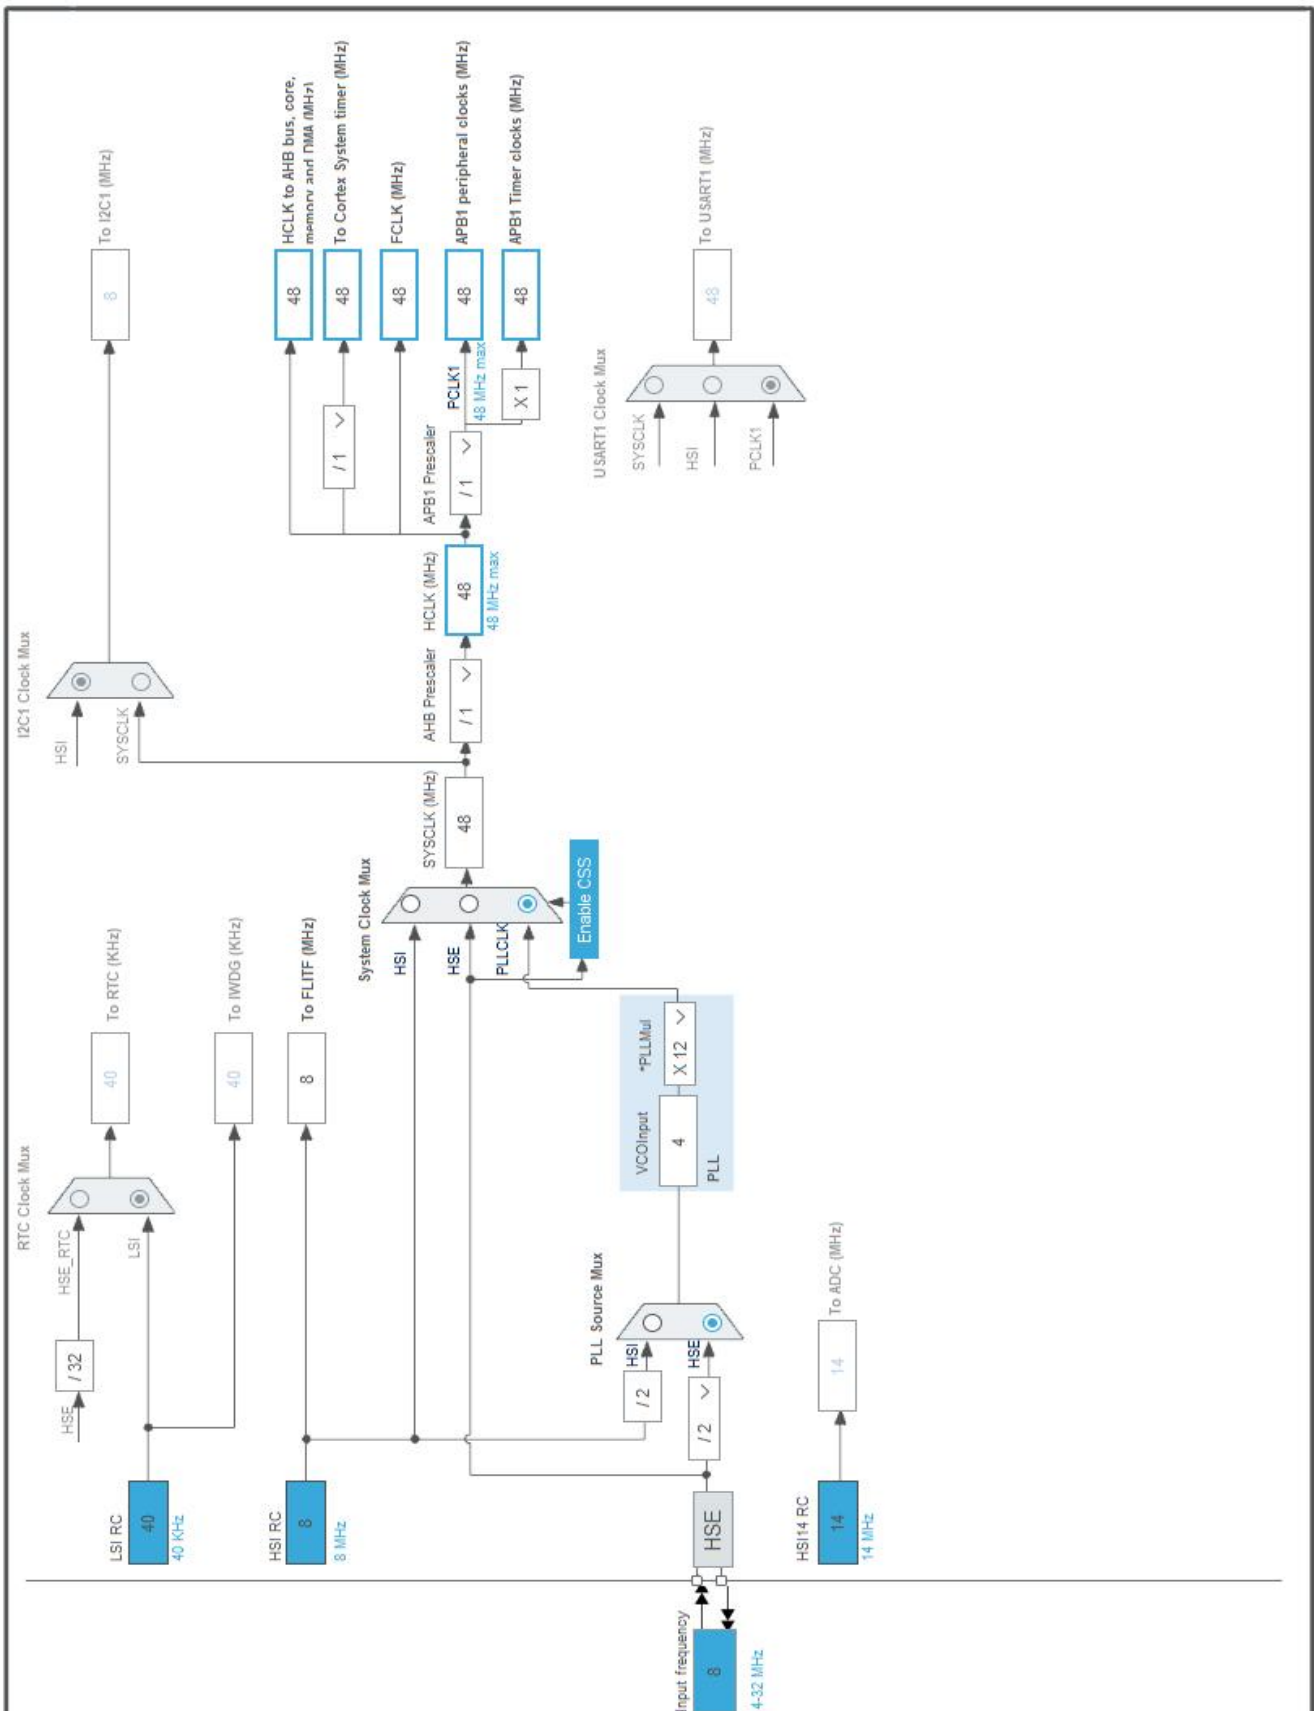 RTC Clock Mux
HSE
/ 32
HSE_RTC
LSI
40
To RTC (KHz)
LSI RC
40
40 KHz
40
To IWDG (KHz)
HSI RC
8
8 MHz
8
To FLITF (MHz)
I2C1 Clock Mux
HSI
SYSCLK
8
To I2C1 (MHz)
System Clock Mux
HSI
HSE
PLLCLK
Enable CSS
SYSCLK (MHz)
48
AHB Prescaler
/ 1
HCLK (MHz)
48
48 MHz max
APB1 Prescaler
/ 1
PCLK1
48 MHz max
/ 1
X 1
48
HCLK to AHB bus, core,
memory and DMA (MHz)
48
To Cortex System timer (MHz)
48
FCLK (MHz)
48
APB1 peripheral clocks (MHz)
48
APB1 Timer clocks (MHz)
PLL Source Mux
HSI
/ 2
HSE
/ 2
VCOInput
4
*PLLMul
X 12
PLL
USART1 Clock Mux
SYSCLK
HSI
PCLK1
48
To USART1 (MHz)
Input frequency
8
4-32 MHz
HSE
HSI14 RC
14
14 MHz
14
To ADC (MHz)